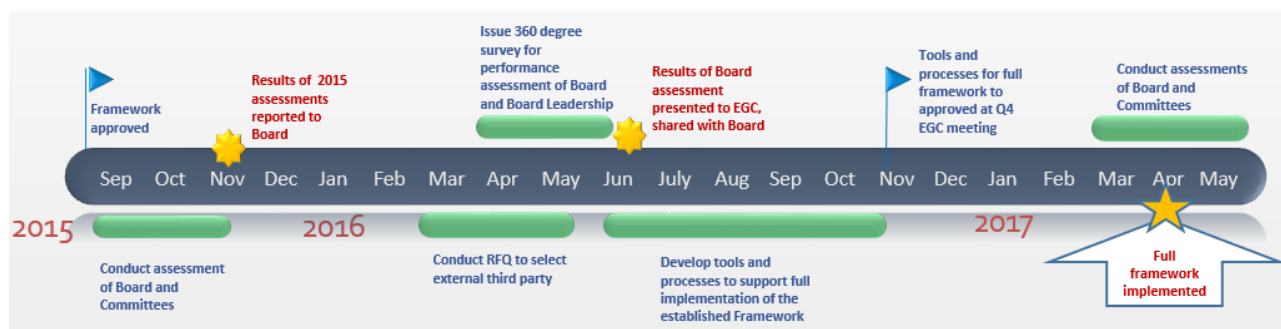 Framework
approved
Results of 2015
assessments
reported to
Board
Issue 360 degree
survey for
performance
assessment of Board
and Board Leadership
Results of Board
assessment
presented to EGC,
shared with Board
Tools and
processes for full
framework to
approved at Q4
EGC meeting
Conduct assessments
of Board and
Committees
Sep Oct Nov Dec Jan Feb Mar Apr May Jun July Aug Sep Oct Nov Dec Jan Feb Mar Apr May
2015 2016 2017
Conduct assessment
of Board and
Committees
Conduct RFQ to select
external third party
Develop tools and
processes to support full
implementation of the
established Framework
Full
framework
implemented